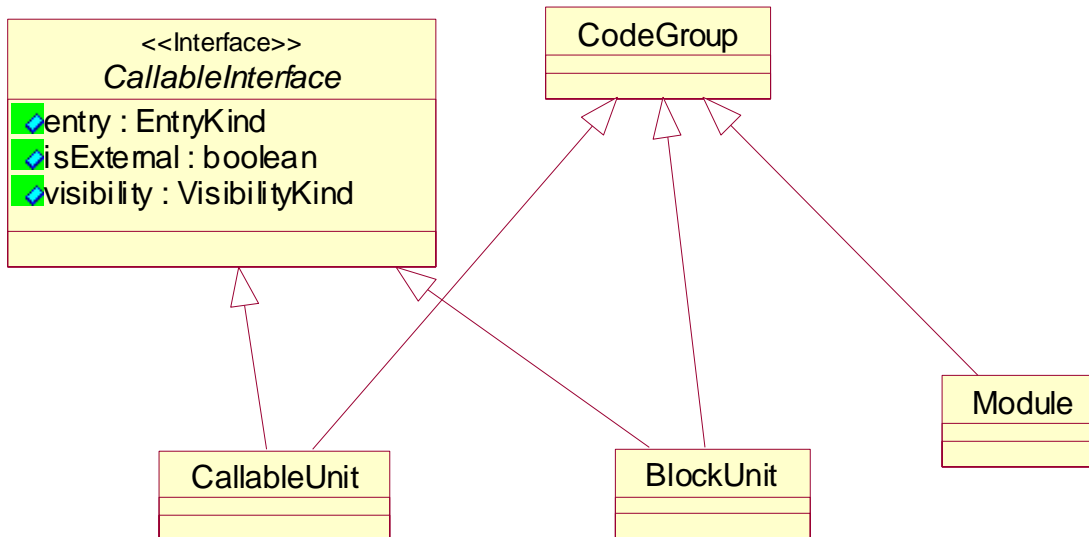 <<Interface>>
CallableInterface
entry : EntryKind
isExternal : boolean
visibility : VisibilityKind
CodeGroup
CallableUnit
BlockUnit
Module